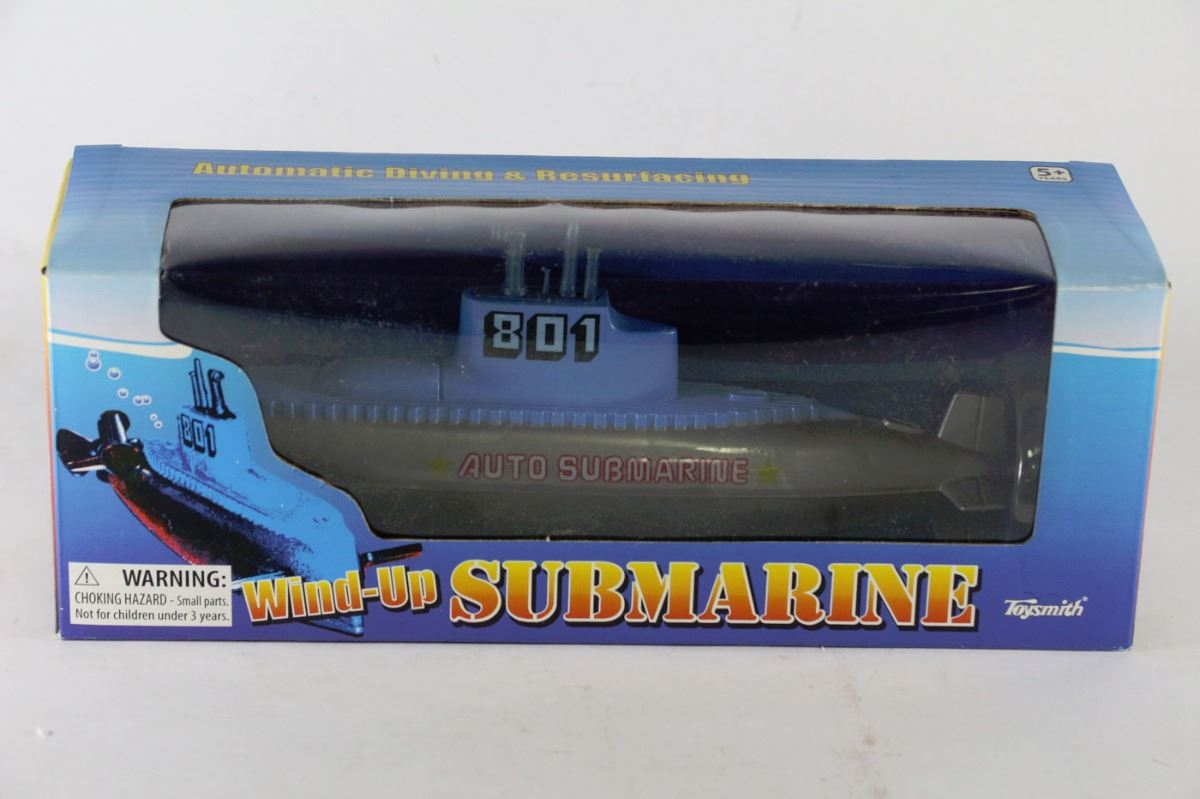 Automatic Diving & Resurfacing
5+
YEARS
801
AUTO SUBMARINE
801
WARNING:
CHOKING HAZARD - Small parts.
Not for children under 3 years.
Wind-Up SUBMARINE
Toysmith®